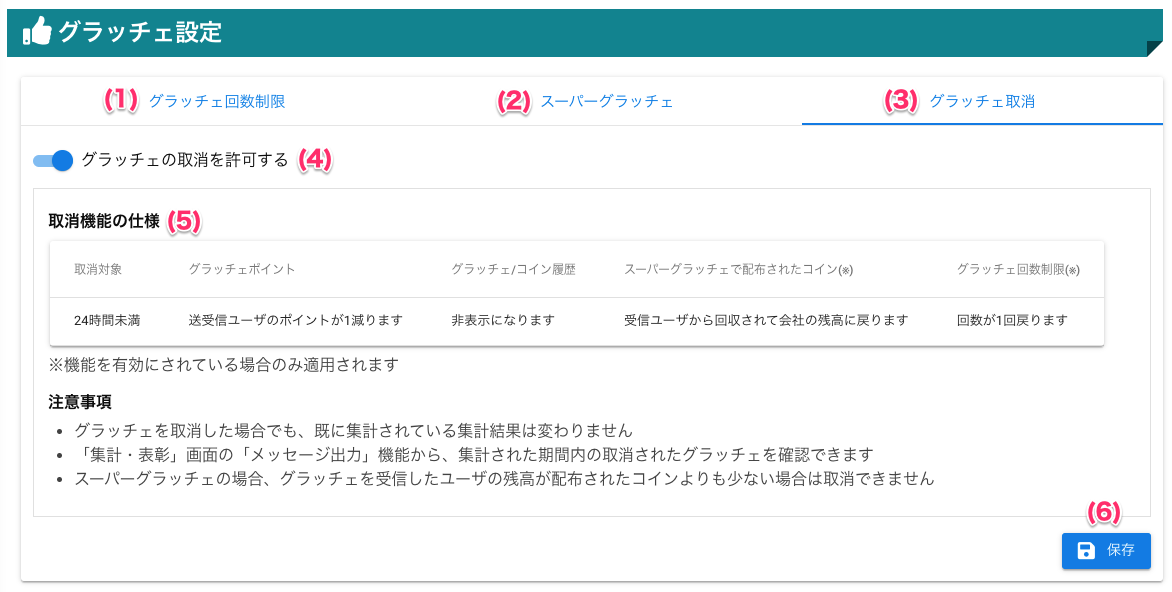 グラッチェ設定
(1) グラッチェ回数制限 (2) スーパーグラッチェ (3) グラッチェ取消
グラッチェの取消を許可する (4)
取消機能の仕様 (5)
取消対象 グラッチェポイント グラッチェ/コイン履歴 スーパーグラッチェで配布されたコイン(※) グラッチェ回数制限(※)
24時間未満 送受信ユーザのポイントが1減ります 非表示になります 受信ユーザから回収されて会社の残高に戻ります 回数が1回戻ります
※機能を有効にされている場合のみ適用されます
注意事項
• グラッチェを取消した場合でも、既に集計されている集計結果は変わりません
• 「集計・表彰」画面の「メッセージ出力」機能から、集計された期間内の取消されたグラッチェを確認できます
• スーパーグラッチェの場合、グラッチェを受信したユーザの残高が配布されたコインよりも少ない場合は取消できません
(6)
保存